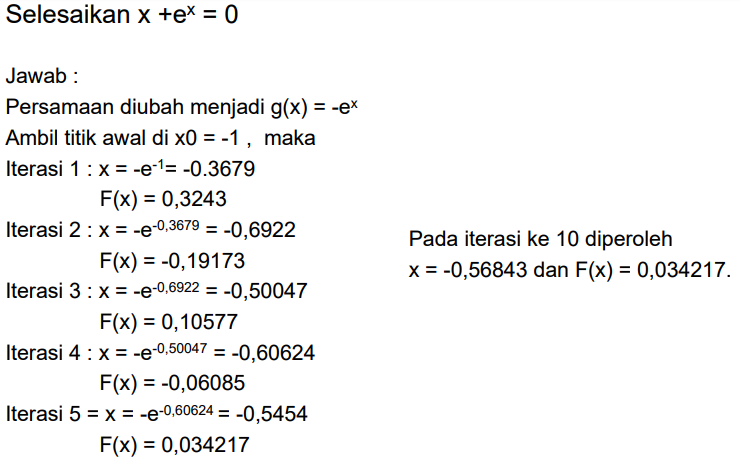 Selesaikan x +eˣ = 0
Jawab :
Persamaan diubah menjadi g(x) = -eˣ
Ambil titik awal di x0 = -1 , maka
Iterasi 1 : x = -e⁻¹= -0.3679
F(x) = 0,3243
Iterasi 2 : x = -e⁻⁰,³⁶⁷⁹ = -0,6922
F(x) = -0,19173
Iterasi 3 : x = -e⁻⁰,⁶⁹²² = -0,50047
F(x) = 0,10577
Iterasi 4 : x = -e⁻⁰,⁵⁰⁰⁴⁷ = -0,60624
F(x) = -0,06085
Iterasi 5 = x = -e⁻⁰,⁶⁰⁶²⁴ = -0,5454
F(x) = 0,034217
Pada iterasi ke 10 diperoleh
x = -0,56843 dan F(x) = 0,034217.